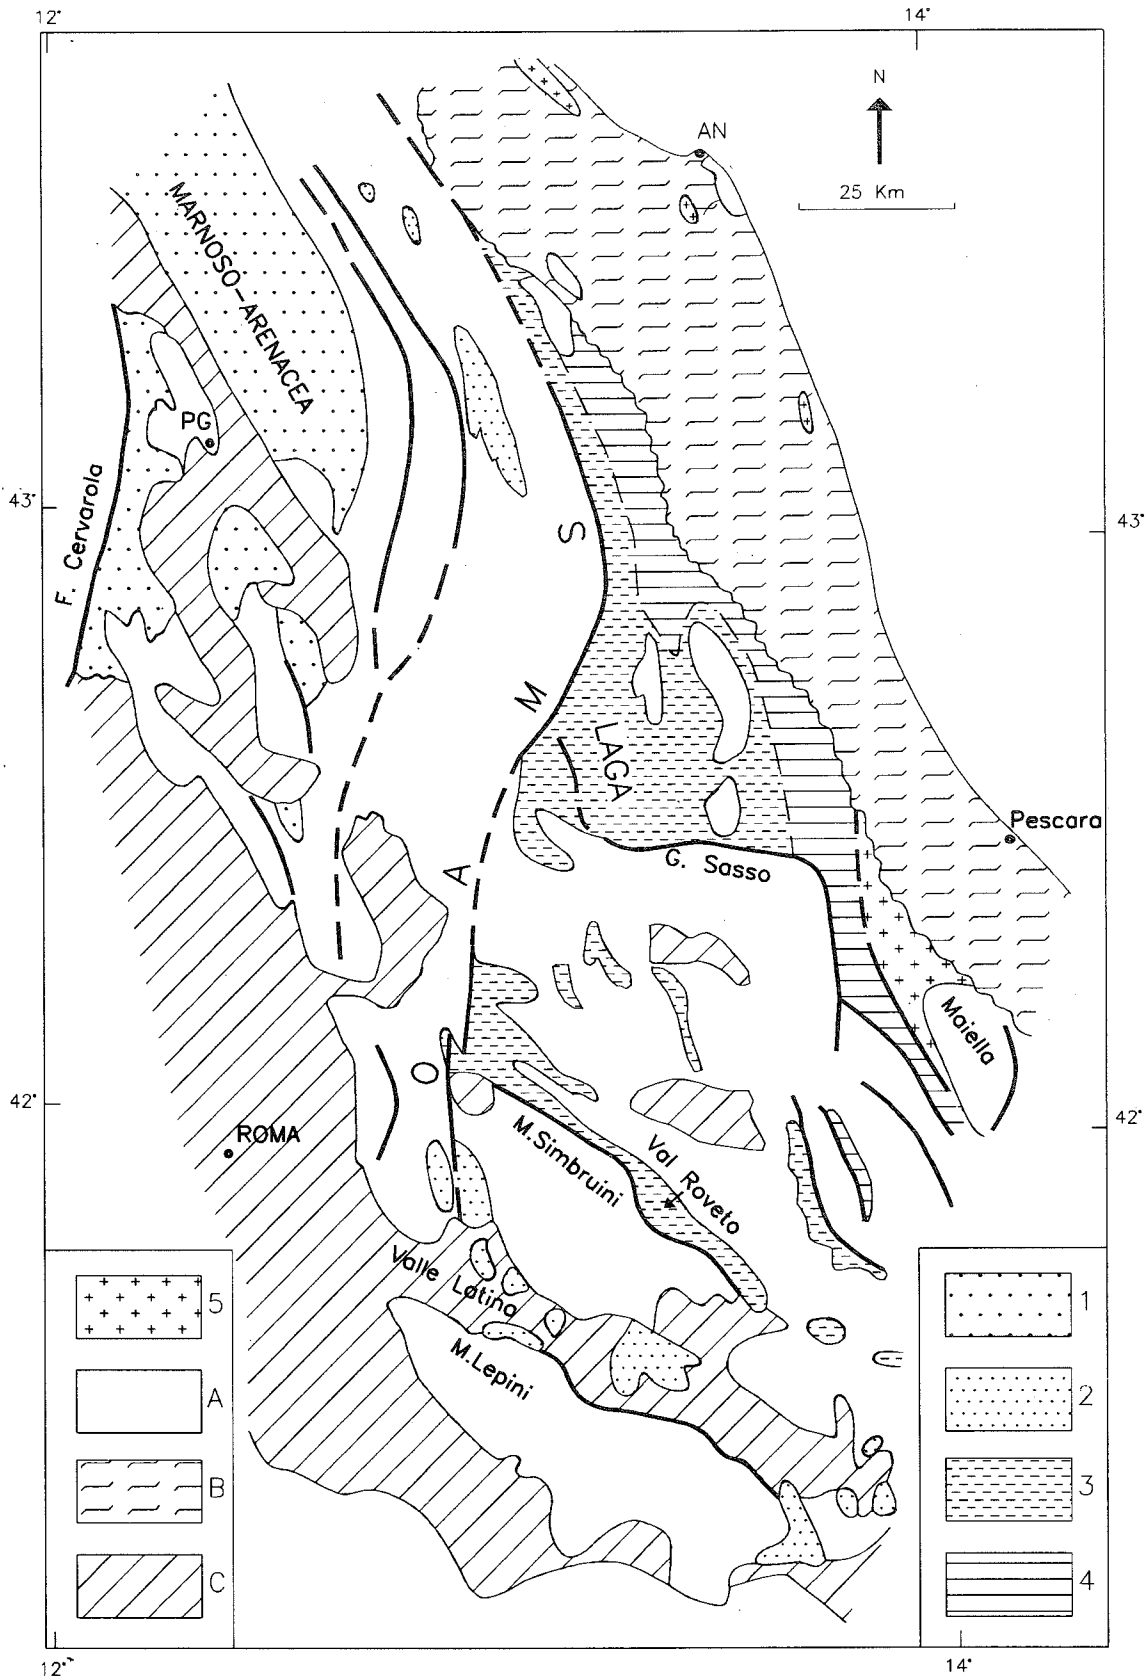 12°
14°
N
AN
25 Km
MARNOSO-ARENACEA
PG
43°
43°
F. Cervarola
S
M
LAGA
Pescara
G. Sasso
A
Maiella
O
42°
42°
ROMA
M.Simbruini
Val Roveto
Valle Latina
M.Lepini
5
A
B
C
1
2
3
4
12°
14°